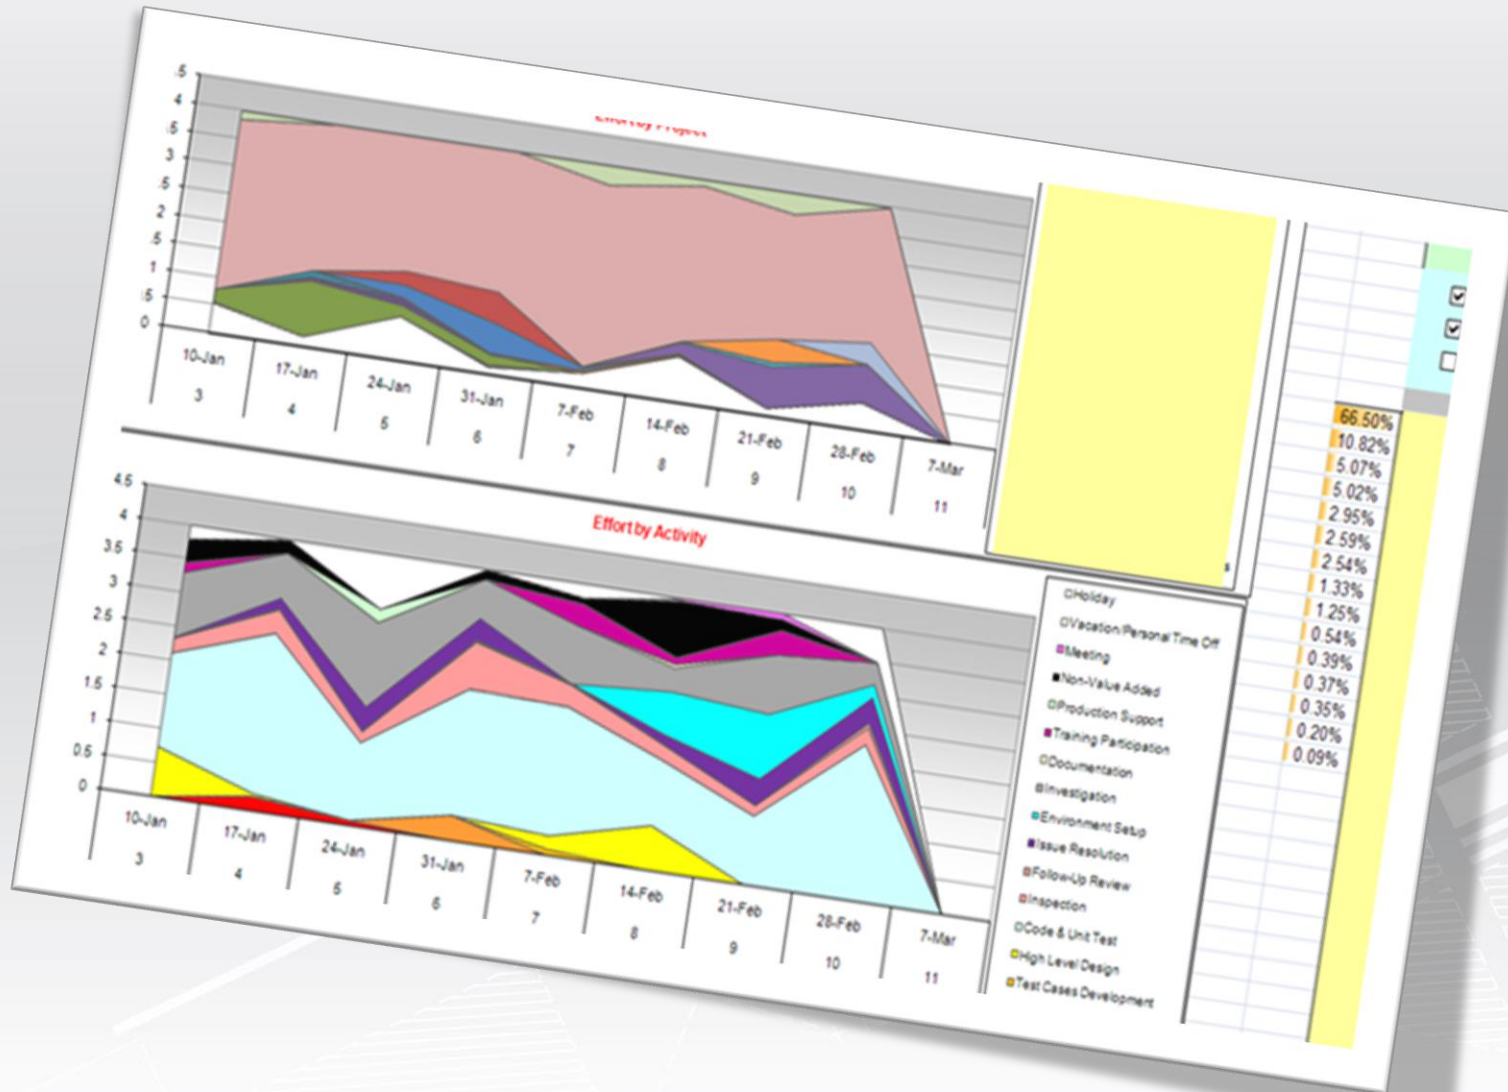 .5
4
.5
3
.5
2
.5
1
.5
0
Effort by Project
10-Jan 17-Jan 24-Jan 31-Jan 7-Feb 14-Feb 21-Feb 28-Feb 7-Mar
3 4 5 6 7 8 9 10 11
4.5
4
3.5
3
2.5
2
1.5
1
0.5
0
Effort by Activity
10-Jan 17-Jan 24-Jan 31-Jan 7-Feb 14-Feb 21-Feb 28-Feb 7-Mar
3 4 5 6 7 8 9 10 11
Holiday
Vacation/Personal Time Off
Meeting
Non-Value Added
Production Support
Training Participation
Documentation
Investigation
Environment Setup
Issue Resolution
Follow-Up Review
Inspection
Code & Unit Test
High Level Design
Test Cases Development
66.50%
10.82%
5.07%
5.02%
2.95%
2.59%
2.54%
1.33%
1.25%
0.54%
0.39%
0.37%
0.35%
0.20%
0.09%